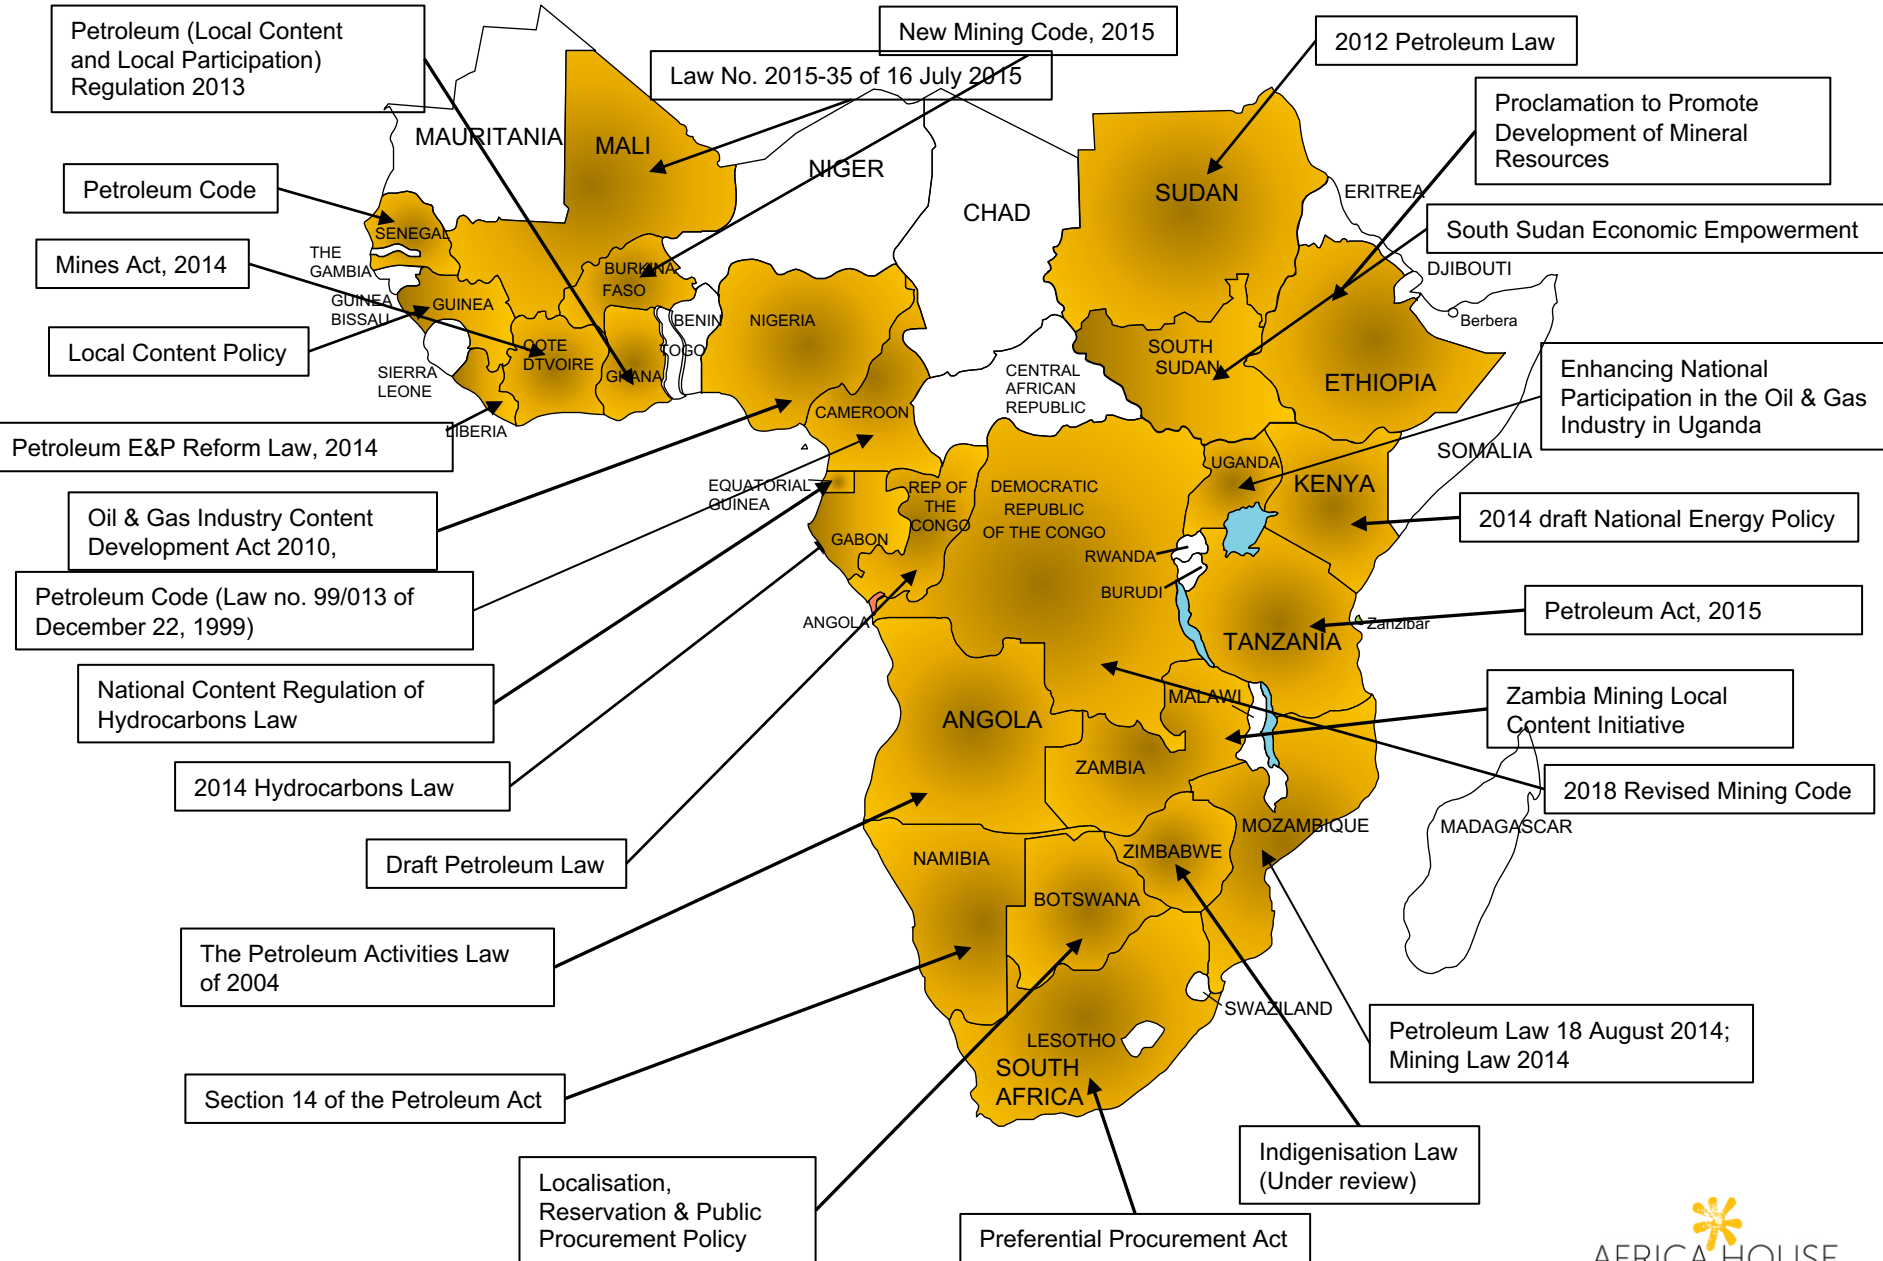 Petroleum (Local Content
and Local Participation)
Regulation 2013
New Mining Code, 2015
Law No. 2015-35 of 16 July 2015
2012 Petroleum Law
Proclamation to Promote
Development of Mineral
Resources
Petroleum Code
Mines Act, 2014
Local Content Policy
South Sudan Economic Empowerment
Enhancing National
Participation in the Oil & Gas
Industry in Uganda
Petroleum E&P Reform Law, 2014
Oil & Gas Industry Content
Development Act 2010,
2014 draft National Energy Policy
Petroleum Code (Law no. 99/013 of
December 22, 1999)
Petroleum Act, 2015
National Content Regulation of
Hydrocarbons Law
Zambia Mining Local
Content Initiative
2014 Hydrocarbons Law
2018 Revised Mining Code
Draft Petroleum Law
The Petroleum Activities Law
of 2004
Petroleum Law 18 August 2014;
Mining Law 2014
Section 14 of the Petroleum Act
Indigenisation Law
(Under review)
Localisation,
Reservation & Public
Procurement Policy
Preferential Procurement Act
MAURITANIA
MALI
NIGER
CHAD
SUDAN
ERITREA
SENEGAL
THE
GAMBIA
GUINEA
BISSAU
GUINEA
BURKINA
FASO
BENIN
NIGERIA
DJIBOUTI
Berbera
COTE
DTVOIRE
TOGO
GHANA
SIERRA
LEONE
LIBERIA
CENTRAL
AFRICAN
REPUBLIC
SOUTH
SUDAN
ETHIOPIA
CAMEROON
SOMALIA
UGANDA
KENYA
EQUATORIAL
GUINEA
REP OF
THE
CONGO
DEMOCRATIC
REPUBLIC
OF THE CONGO
GABON
RWANDA
BURUDI
ANGOLA
TANZANIA
Zanzibar
MALAWI
ANGOLA
ZAMBIA
MOZAMBIQUE
MADAGASCAR
NAMIBIA
ZIMBABWE
BOTSWANA
SWAZILAND
LESOTHO
SOUTH
AFRICA
AFRICA HOUSE